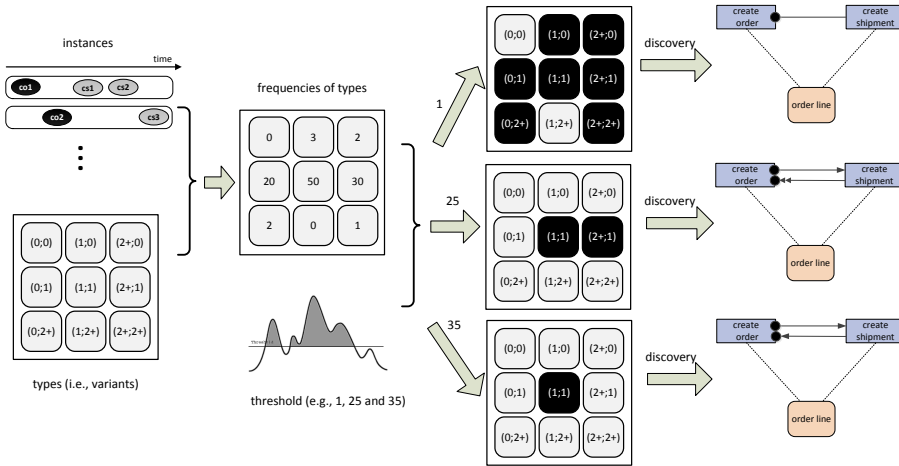 instances
time
co1
cs1
cs2
co2
cs3
(0;0)
(1;0)
(2+;0)
(0;1)
(1;1)
(2+;1)
(0;2+)
(1;2+)
(2+;2+)
types (i.e., variants)
frequencies of types
0
3
2
20
50
30
2
0
1
threshold (e.g., 1, 25 and 35)
1
(0;0)
(1;0)
(2+;0)
(0;1)
(1;1)
(2+;1)
(0;2+)
(1;2+)
(2+;2+)
discovery
create
order
create
shipment
order line
25
(0;0)
(1;0)
(2+;0)
(0;1)
(1;1)
(2+;1)
(0;2+)
(1;2+)
(2+;2+)
discovery
create
order
create
shipment
order line
35
(0;0)
(1;0)
(2+;0)
(0;1)
(1;1)
(2+;1)
(0;2+)
(1;2+)
(2+;2+)
discovery
create
order
create
shipment
order line